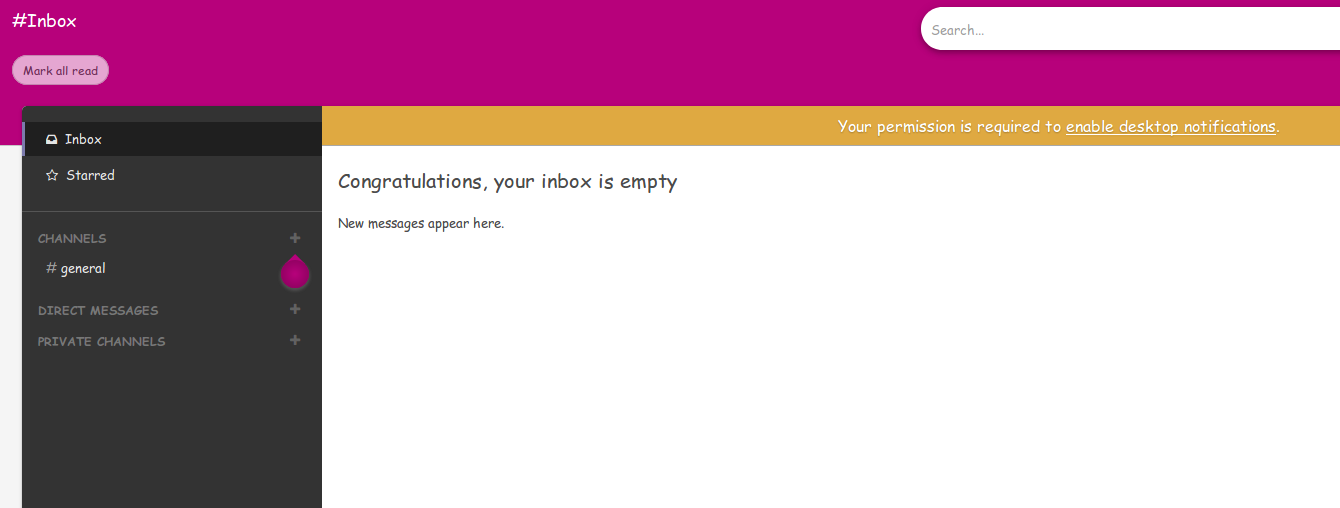 #Inbox
Search...
Mark all read
Inbox
Starred
CHANNELS
# general
DIRECT MESSAGES
PRIVATE CHANNELS
Your permission is required to enable desktop notifications.
Congratulations, your inbox is empty
New messages appear here.